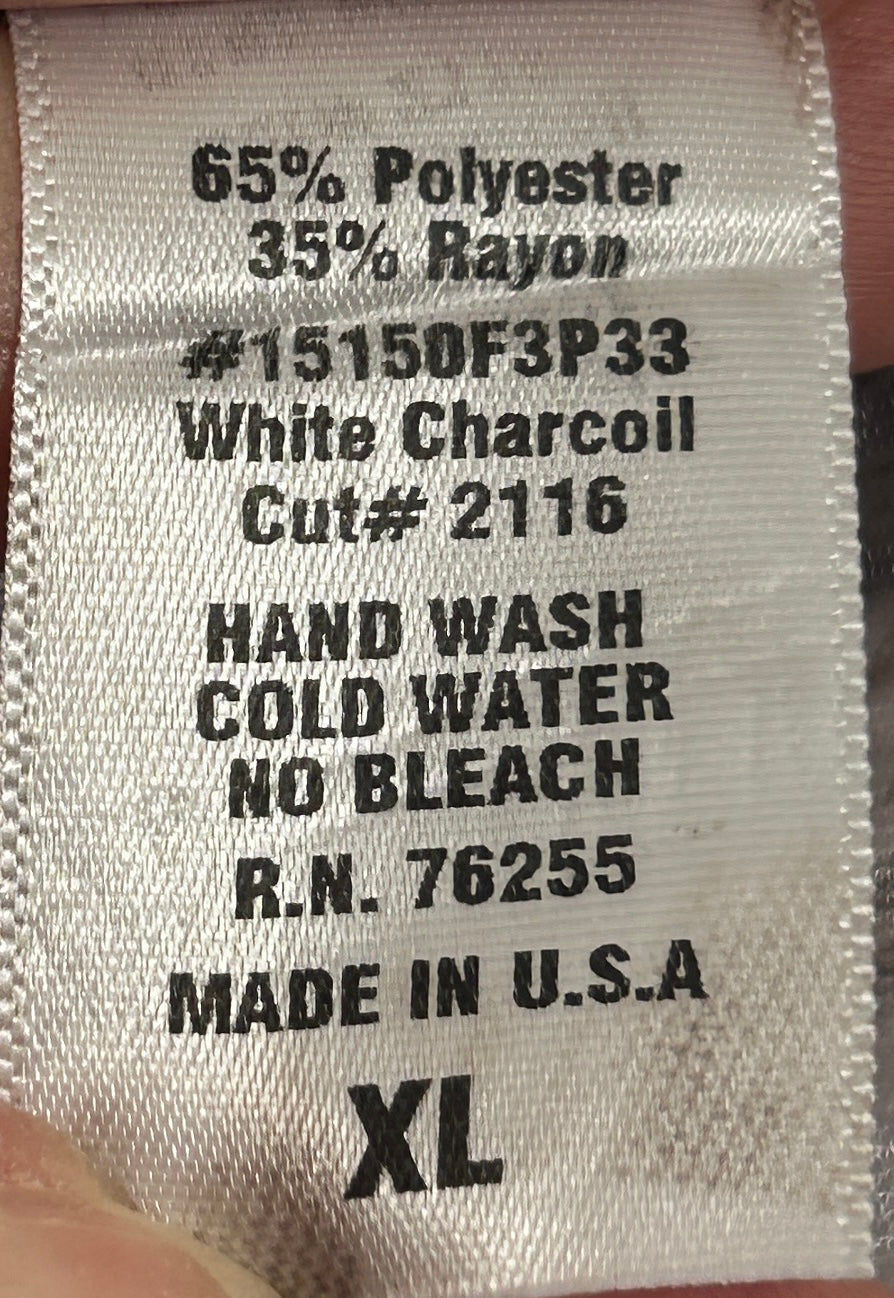 65% Polyester
35% Rayon
#15150F3P33
White Charcoil
Cut# 2116
HAND WASH
COLD WATER
NO BLEACH
R.N. 76255
MADE IN U.S.A
XL